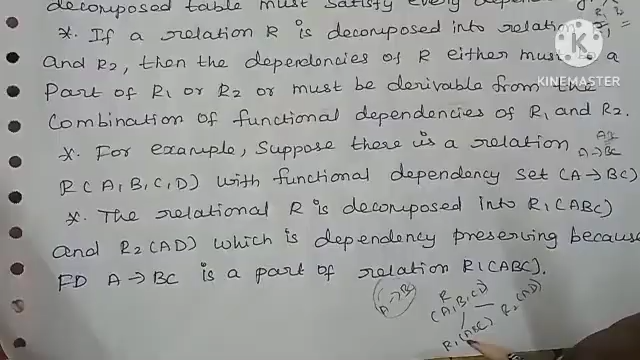 decomposed table must satisfy every
*. If a relation R is decomposed into relation R1
and R2, then the dependencies of R either must be a
part of R1 or R2 or must be derivable from the
combination of functional dependencies of R1 and R2.
*. For example, suppose there is a relation
A→BC
R(A,B,C,D) with functional dependency set (A→BC)
*. The relational R is decomposed into R1(ABC)
and R2(AD) which is dependency preserving because
FD A→BC is a part of relation R1(ABC).
A→BC
R
(A,B,C,D)
R1(ABC)
R2(AD)
K
KINEMASTER